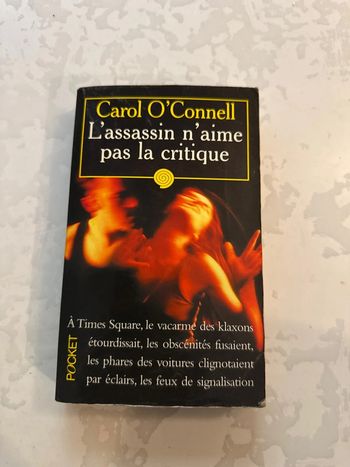 Carol O'Connell
L'assassin n'aime
pas la critique
À Times Square, le vacarme des klaxons
étourdissait, les obscénités fusaient,
les phares des voitures clignotaient
par éclairs, les feux de signalisation
POCKET